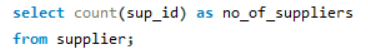 select count(sup_id) as no_of_suppliers
from supplier;